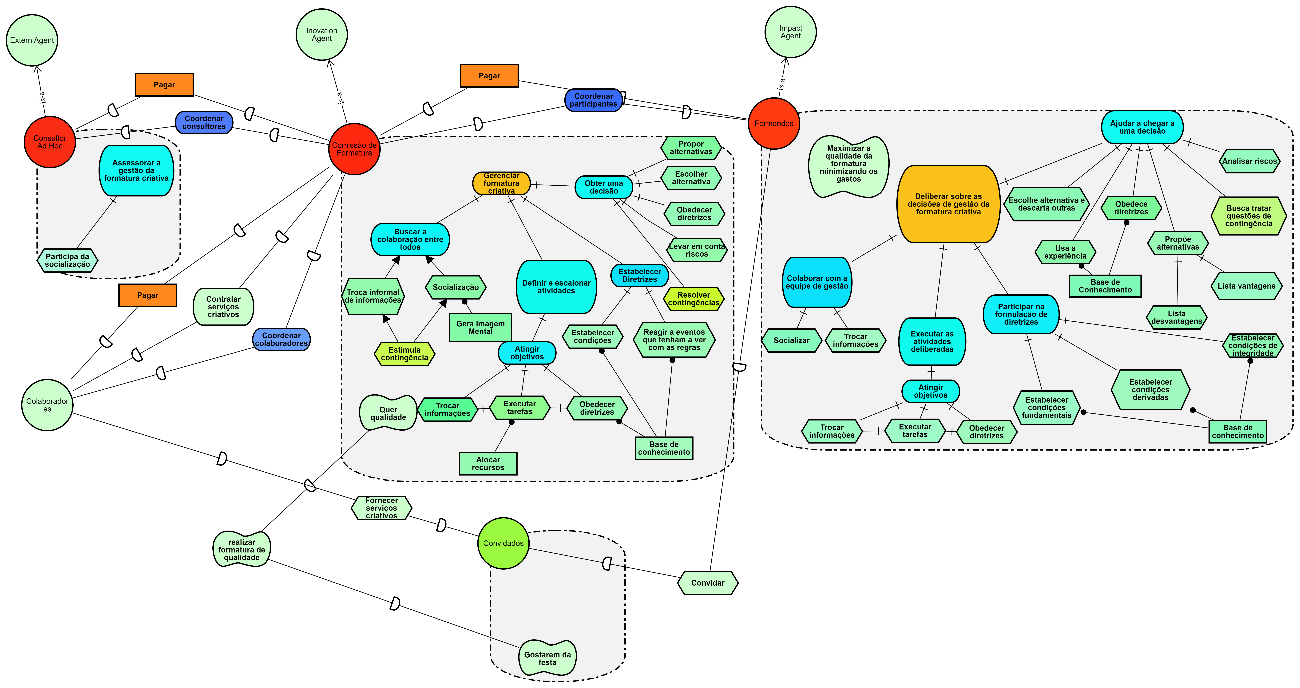 Extern Agent
Inovation
Agent
Impact
Agent
is a
is a
is a
Pagar
Coordenar
consultores
Consultor
Ad Hoc
Assessorar a
gestão da
formatura criativa
Participa da
socialização
Pagar
Coordenar
participantes
Comissão de
Formatura
Formandos
Gerenciar
formatura
criativa
Obter uma
decisão
Propor
alternativas
Escolher
alternativa
Obedecer
diretrizes
Levar em conta
riscos
Resolver
contingências
Buscar a
colaboração entre
todos
Troca informal
de informações
Socialização
Gera Imagem
Mental
Estimula
contingência
Definir e escalonar
atividades
Estabelecer
Diretrizes
Estabelecer
condições
Reagir a eventos
que tenham a ver
com as regras
Atingir
objetivos
Trocar
informações
Executar
tarefas
Obedecer
diretrizes
Alocar
recursos
Base de
conhecimento
Quer
qualidade
Maximizar a
qualidade da
formatura
minimizando os
gastos
Deliberar sobre as
decisões de gestão da
formatura criativa
Ajudar a chegar a
uma decisão
Analisar riscos
Escolhe alternativa e
descarta outras
Obedece
diretrizes
Busca tratar
questões de
contingência
Usa a
experiência
Propõe
alternativas
Base de
Conhecimento
Lista vantagens
Lista
desvantagens
Colaborar com a
equipe de gestão
Socializar
Trocar
informações
Executar as
atividades
deliberadas
Participar na
formulação de
diretrizes
Estabelecer
condições de
integridade
Atingir
objetivos
Estabelecer
condições
fundamentais
Estabelecer
condições
derivadas
Trocar
informações
Executar
tarefas
Obedecer
diretrizes
Base de
conhecimento
Pagar
Contratar
serviços
criativos
Coordenar
colaboradores
Colaborador
es
Fornecer
serviços
criativos
realizar
formatura de
qualidade
Convidados
Convidar
Gostarem da
festa